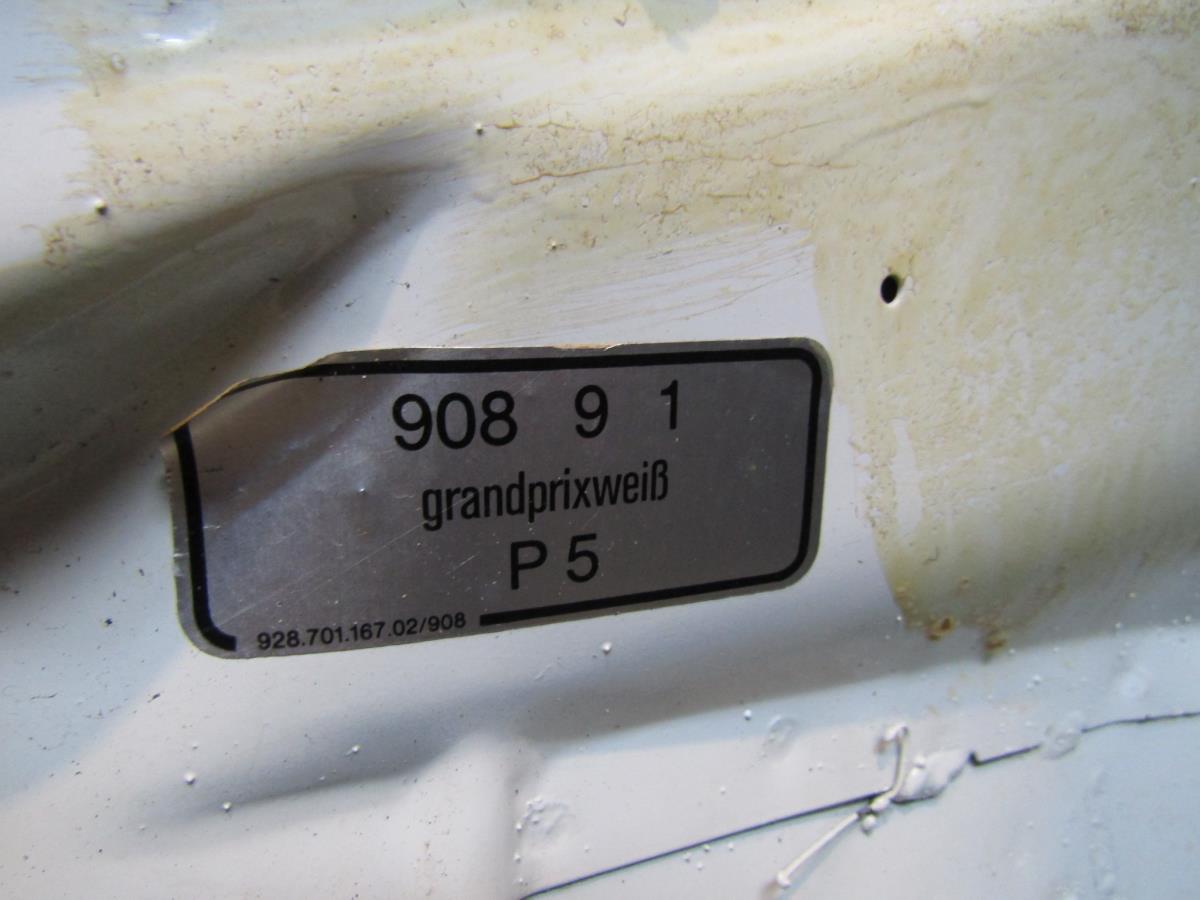 908 9 1
grandprixweiß
P 5
928.701.167.02/908